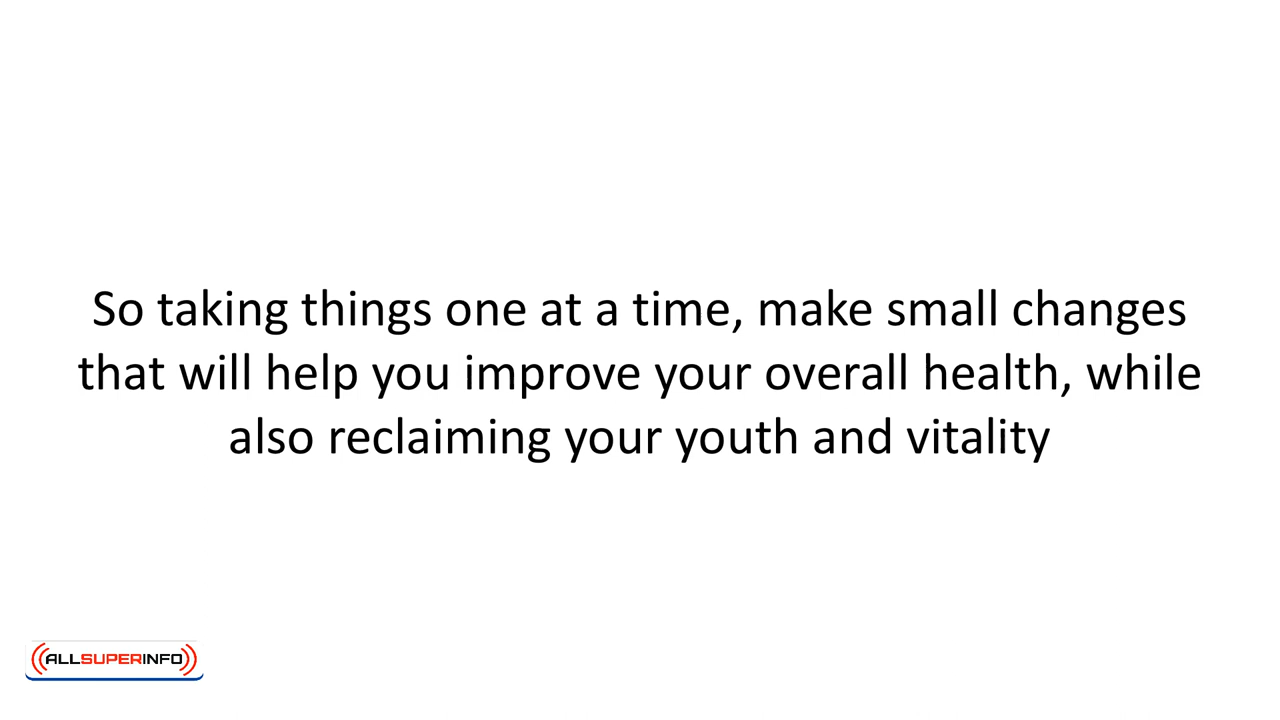 So taking things one at a time, make small changes
that will help you improve your overall health, while
also reclaiming your youth and vitality
ALLSUPERINFO